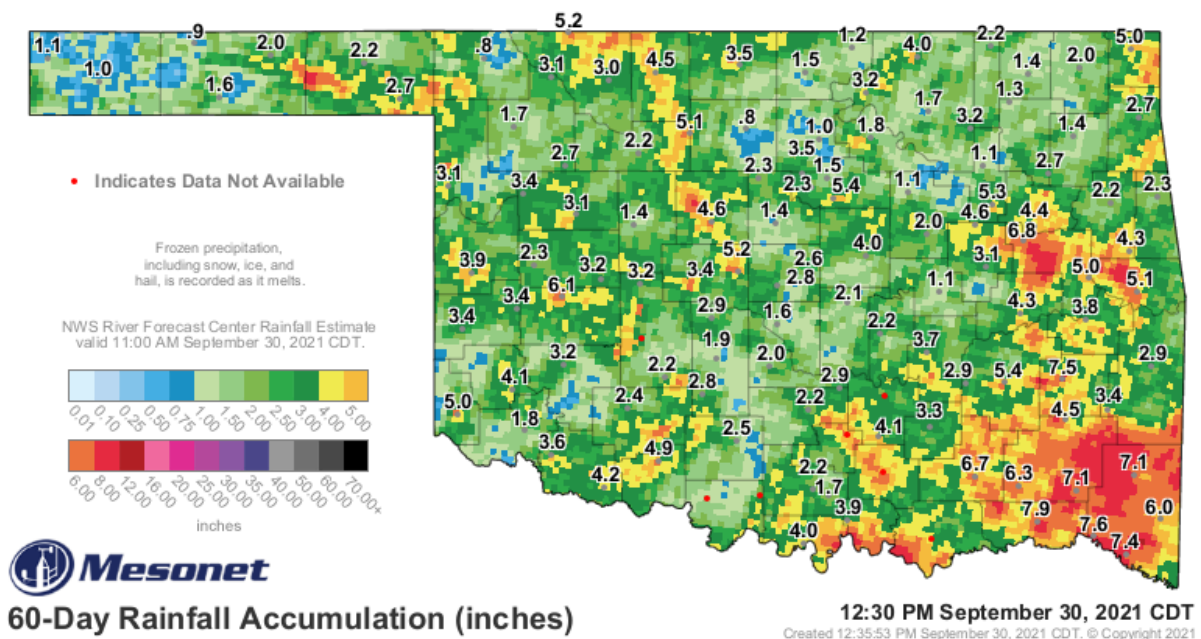 5.2
1.1 .9 2.0 2.2 .8 3.1 3.0 4.5 3.5 1.5 1.2 4.0 2.2 1.4 2.0 5.0
1.0 1.6 2.7 3.2 1.3
1.7 2.2 5.1 .8 1.0 1.8 1.7 3.2 1.4 2.7
2.7 2.3 3.5 1.5 1.1 2.7
3.1 3.4 2.3 5.4 1.1 5.3 2.2 2.3
3.1 1.4 4.6 1.4 2.0 4.6 4.4
3.9 2.3 3.2 3.2 5.2 3.4 2.6 4.0 3.1 6.8 4.3
6.1 2.8 1.1 5.0 5.1
3.4 2.9 2.1 4.3 3.8
3.4 1.6 2.2
3.2 1.9 2.0 3.7 2.9
4.1 2.2 2.8 2.9 2.9 5.4 7.5
5.0 2.4 2.2 3.3 4.5 3.4
1.8 2.5 4.1
3.6 4.9
4.2 2.2 6.7 6.3 7.1 7.1
1.7
3.9 7.9 6.0
4.0 7.6
7.4
Indicates Data Not Available
Frozen precipitation,
including snow, ice, and
hail, is recorded as it melts.
NWS River Forecast Center Rainfall Estimate
valid 11:00 AM September 30, 2021 CDT.
0.01 0.10 0.25 0.50 0.75 1.00 1.50 2.00 2.50 3.00 4.00 5.00
6.00 8.00 12.00 16.00 20.00 25.00 30.00 35.00 40.00 50.00 60.00 70.00+
inches
Mesonet
60-Day Rainfall Accumulation (inches)
12:30 PM September 30, 2021 CDT
Created 12:35:53 PM September 30, 2021 CDT. © Copyright 2021